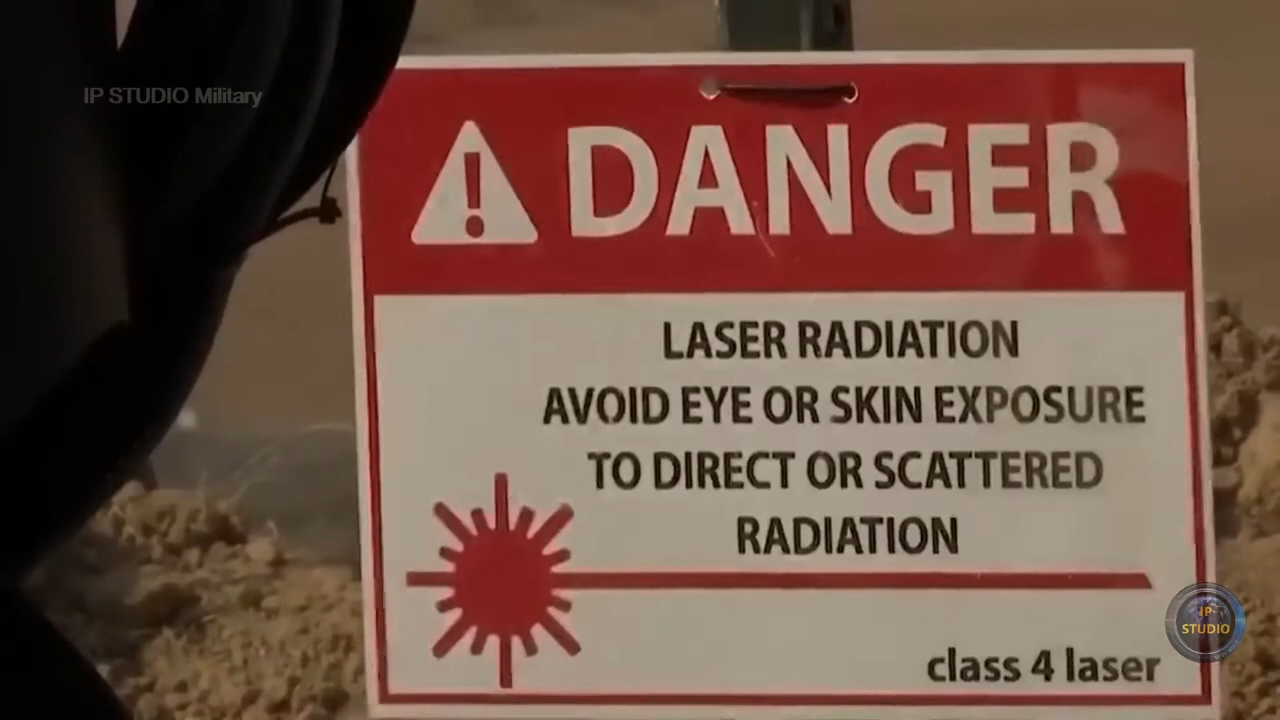 IP STUDIO Military
DANGER
LASER RADIATION
AVOID EYE OR SKIN EXPOSURE
TO DIRECT OR SCATTERED
RADIATION
class 4 laser
IP
STUDIO